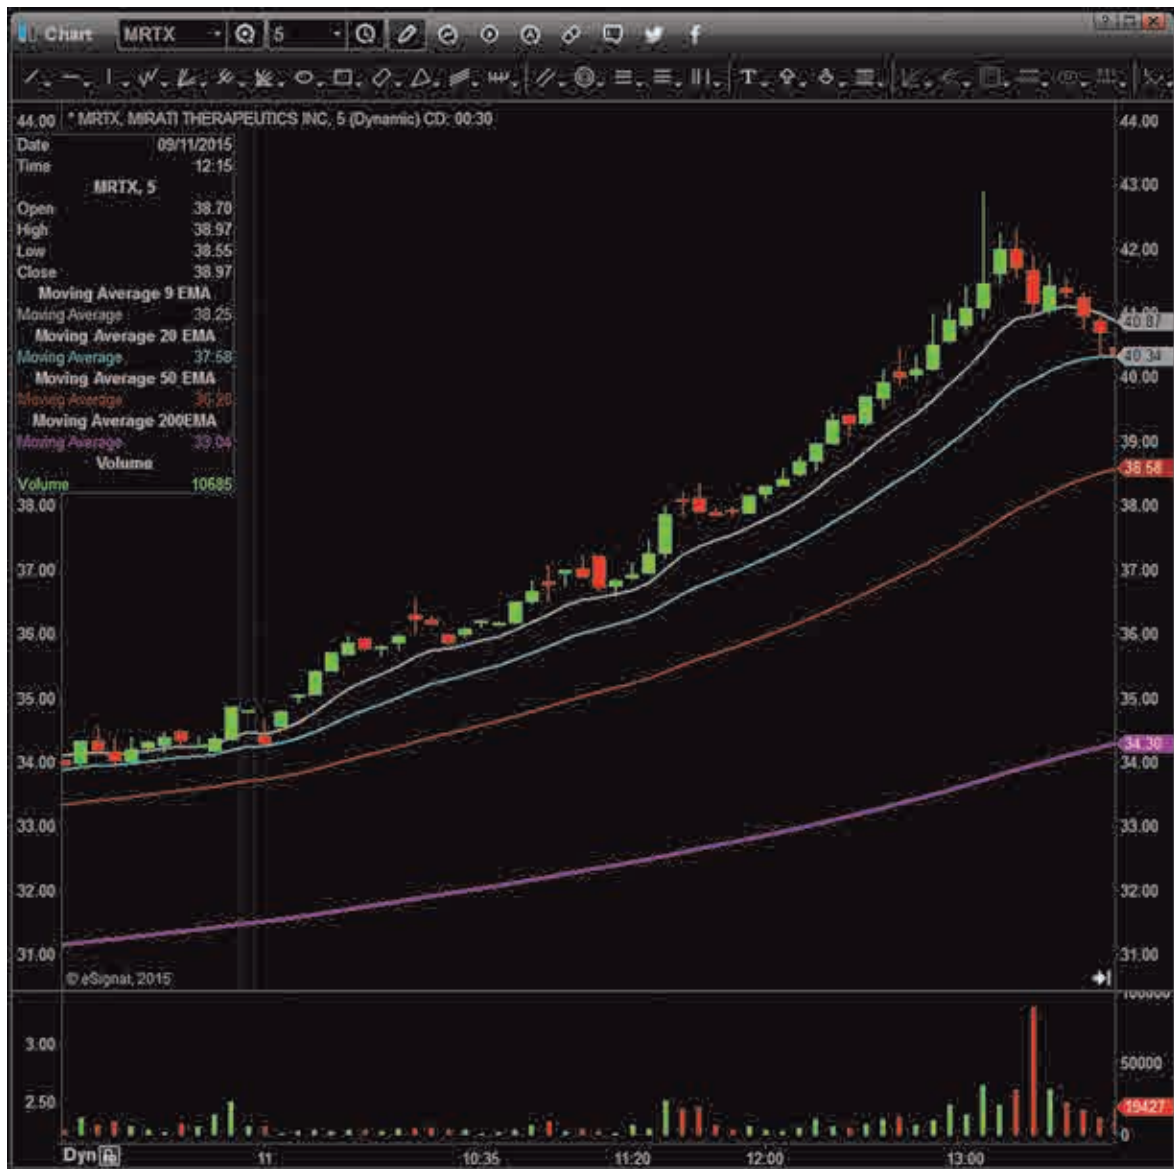 Chart MRTX 5
44.00 * MRTX, MIRATI THERAPEUTICS INC, 5 (Dynamic) CD: 00:30 44.00
Date 09/11/2015
Time 12:15
MRTX, 5
Open 38.70
High 38.97
Low 38.55
Close 38.97
Moving Average 9 EMA
Moving Average 38.25
Moving Average 20 EMA
Moving Average 37.58
Moving Average 50 EMA
Moving Average
Moving Average 200EMA
Moving Average 33.04
Volume
Volume 10685
43.00
42.00
40.87
40.34
40.00
39.00
38.58
38.00 38.00
37.00 37.00
36.00 36.00
35.00 35.00
34.30
34.00 34.00
33.00 33.00
32.00 32.00
31.00 31.00
© eSignal, 2015
100000
3.00
50000
2.50
19427
0
Dyn 11 10:35 11:20 12:00 13:00